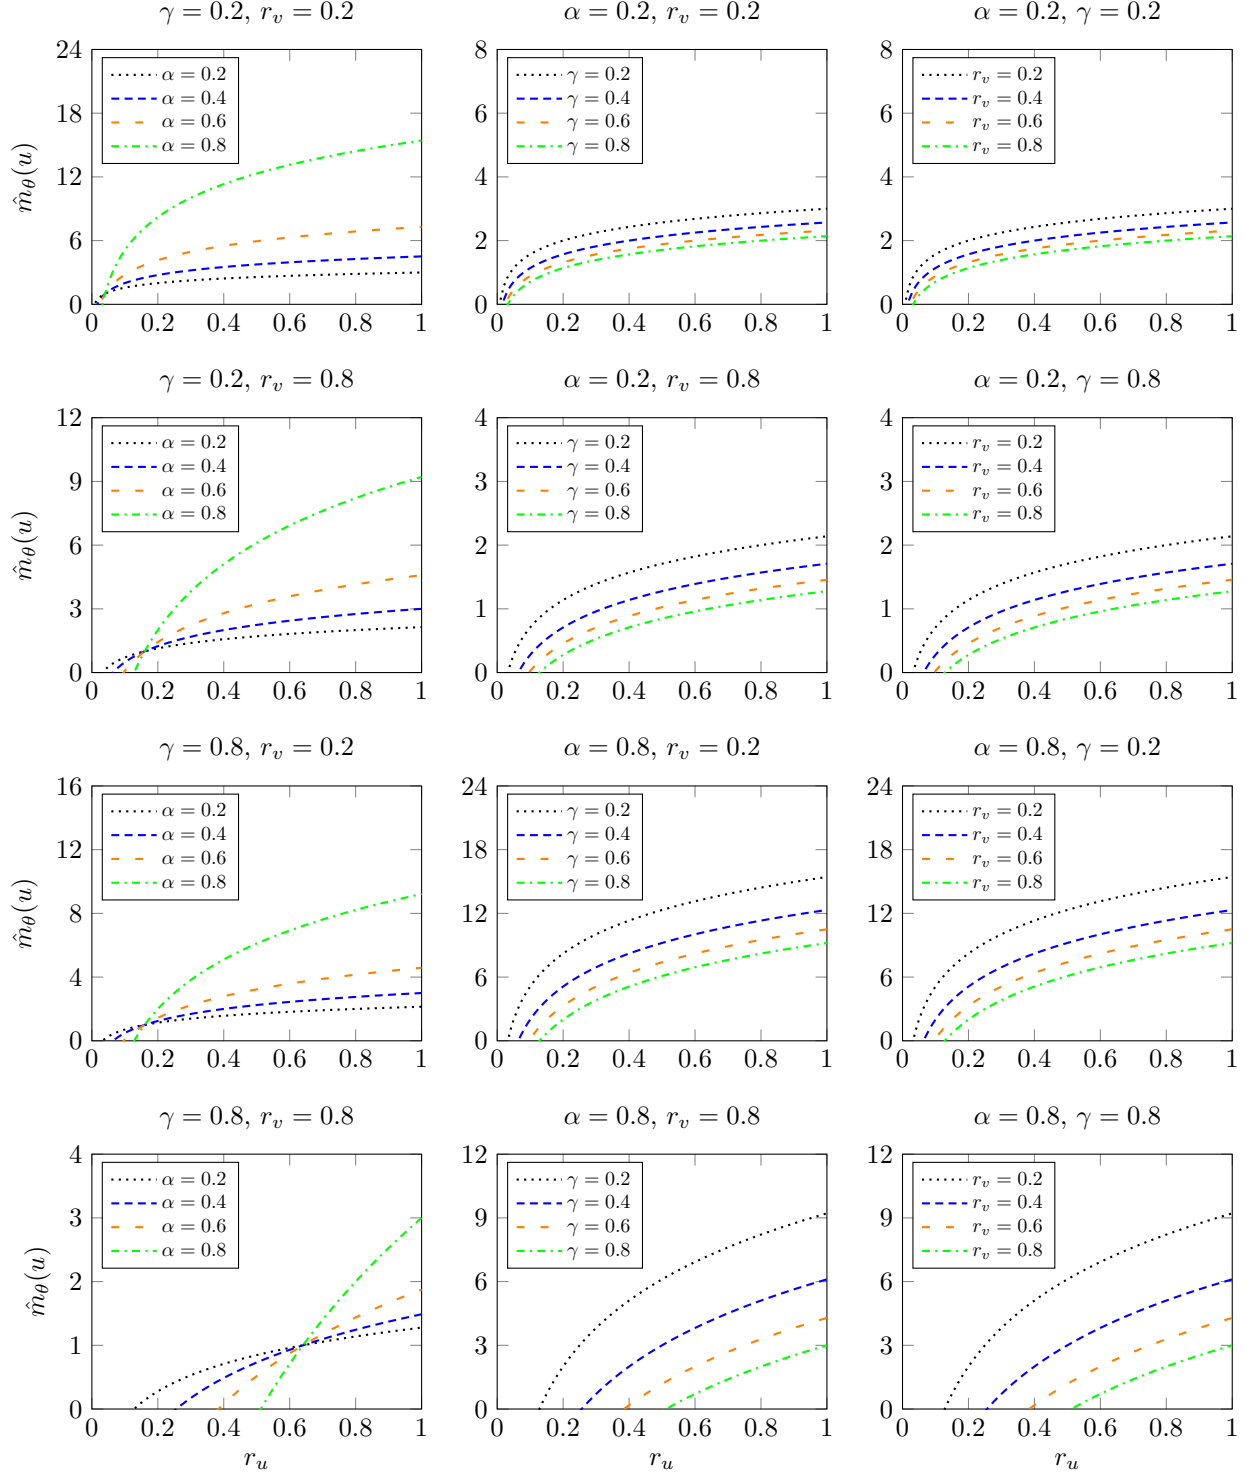 γ = 0.2, r_v = 0.2
α = 0.2, r_v = 0.2
α = 0.2, γ = 0.2
24
18
12
6
0
m̂_θ(u)
α = 0.2
α = 0.4
α = 0.6
α = 0.8
0 0.2 0.4 0.6 0.8 1
8
6
4
2
0
γ = 0.2
γ = 0.4
γ = 0.6
γ = 0.8
0 0.2 0.4 0.6 0.8 1
8
6
4
2
0
r_v = 0.2
r_v = 0.4
r_v = 0.6
r_v = 0.8
0 0.2 0.4 0.6 0.8 1
γ = 0.2, r_v = 0.8
α = 0.2, r_v = 0.8
α = 0.2, γ = 0.8
12
9
6
3
0
m̂_θ(u)
α = 0.2
α = 0.4
α = 0.6
α = 0.8
0 0.2 0.4 0.6 0.8 1
4
3
2
1
0
γ = 0.2
γ = 0.4
γ = 0.6
γ = 0.8
0 0.2 0.4 0.6 0.8 1
4
3
2
1
0
r_v = 0.2
r_v = 0.4
r_v = 0.6
r_v = 0.8
0 0.2 0.4 0.6 0.8 1
γ = 0.8, r_v = 0.2
α = 0.8, r_v = 0.2
α = 0.8, γ = 0.2
16
12
8
4
0
m̂_θ(u)
α = 0.2
α = 0.4
α = 0.6
α = 0.8
0 0.2 0.4 0.6 0.8 1
24
18
12
6
0
γ = 0.2
γ = 0.4
γ = 0.6
γ = 0.8
0 0.2 0.4 0.6 0.8 1
24
18
12
6
0
r_v = 0.2
r_v = 0.4
r_v = 0.6
r_v = 0.8
0 0.2 0.4 0.6 0.8 1
γ = 0.8, r_v = 0.8
α = 0.8, r_v = 0.8
α = 0.8, γ = 0.8
4
3
2
1
0
m̂_θ(u)
α = 0.2
α = 0.4
α = 0.6
α = 0.8
0 0.2 0.4 0.6 0.8 1
r_u
12
9
6
3
0
γ = 0.2
γ = 0.4
γ = 0.6
γ = 0.8
0 0.2 0.4 0.6 0.8 1
r_u
12
9
6
3
0
r_v = 0.2
r_v = 0.4
r_v = 0.6
r_v = 0.8
0 0.2 0.4 0.6 0.8 1
r_u